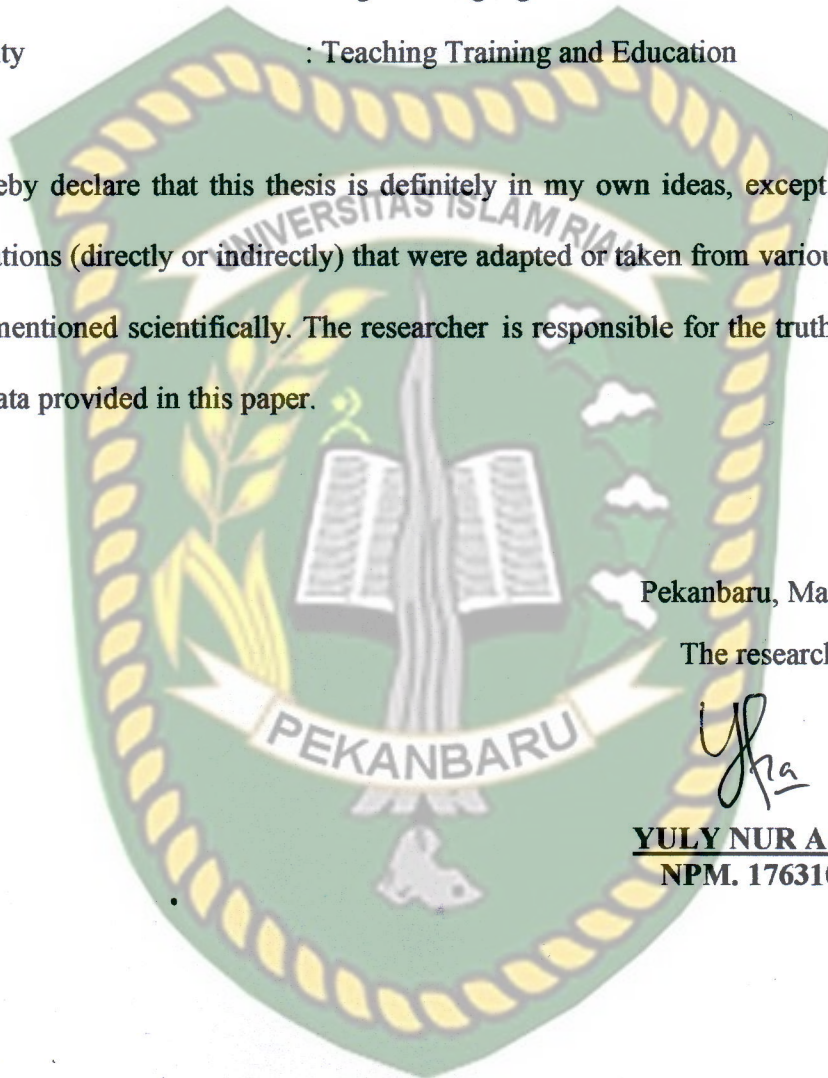 ity : Teaching Training and Education
eby declare that this thesis is definitely in my own ideas, except
UNIVERSITAS ISLAM RIAU
tions (directly or indirectly) that were adapted or taken from variou
mentioned scientifically. The researcher is responsible for the truth
ata provided in this paper.
Pekanbaru, Ma
The research
PEKANBARU
YULY NUR A
NPM. 17631